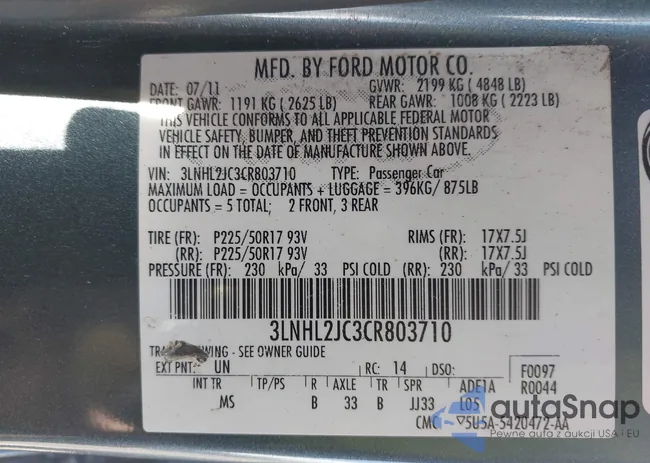 MFD. BY FORD MOTOR CO.
DATE: 07/11 GVWR: 2199 KG ( 4848 LB)
FRONT GAWR: 1191 KG ( 2625 LB) REAR GAWR: 1008 KG ( 2223 LB)
THIS VEHICLE CONFORMS TO ALL APPLICABLE FEDERAL MOTOR
VEHICLE SAFETY, BUMPER, AND THEFT PREVENTION STANDARDS
IN EFFECT ON THE DATE OF MANUFACTURE SHOWN ABOVE.
VIN: 3LNHL2JC3CR803710 TYPE: Passenger Car
MAXIMUM LOAD = OCCUPANTS + LUGGAGE = 396KG/ 875LB
OCCUPANTS = 5 TOTAL; 2 FRONT, 3 REAR
TIRE (FR): P225/50R17 93V RIMS (FR): 17X7.5J
(RR): P225/50R17 93V (RR): 17X7.5J
PRESSURE (FR): 230 kPa/ 33 PSI COLD (RR): 230 kPa/ 33 PSI COLD
3LNHL2JC3CR803710
- SEE OWNER GUIDE
EXT PNT: UN RC: 14 DSO: F0097
INT TR TP/PS R AXLE TR SPR ADE1A R0044
MS B 33 B JJ33 L05
CMC 5U5A-5420472-AA
autoSnap
Pewne auto z aukcji USA i EU